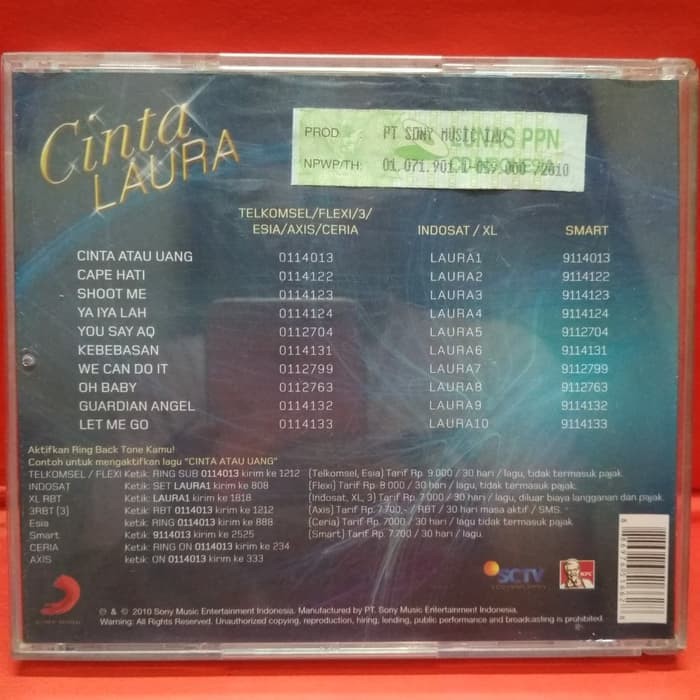 Cinta
LAURA
PROD. PT SONY MUSIC IND
LUNAS PPN
NPWP/TH: /2010
TELKOMSEL/FLEXI/3/
ESIA/AXIS/CERIA INDOSAT / XL SMART
CINTA ATAU UANG 0114013 LAURA1 9114013
CAPE HATI 0114122 LAURA2 9114122
SHOOT ME 0114123 LAURA3 9114123
YA IYA LAH 0114124 LAURA4 9114124
YOU SAY AQ 0112704 LAURA5 9112704
KEBEBASAN 0114131 LAURA6 9114131
WE CAN DO IT 0112799 LAURA7 9112799
OH BABY 0112763 LAURA8 9112763
GUARDIAN ANGEL 0114132 LAURA9 9114132
LET ME GO 0114133 LAURA10 9114133
Aktifkan Ring Back Tone Kamu!
Contoh untuk mengaktifkan lagu "CINTA ATAU UANG"
TELKOMSEL / FLEXI Ketik: RING SUB 0114013 kirim ke 1212 (Telkomsel, Esia) Tarif Rp. 9.000 / 30 hari / lagu, tidak termasuk pajak.
INDOSAT Ketik: SET LAURA1 kirim ke 808 (Flexi) Tarif Rp. 8.000 / 30 hari / lagu, tidak termasuk pajak.
XL RBT Ketik: LAURA1 kirim ke 1818 (Indosat, XL, 3) Tarif Rp. 7.000 / 30 hari / lagu, diluar biaya langganan dan pajak.
3RBT (3) Ketik: RBT 0114013 kirim ke 1212 (Axis) Tarif Rp. 7.700,- / RBT / 30 hari masa aktif / SMS.
Esia Ketik: RING 0114013 kirim ke 888 (Ceria) Tarif Rp. 7000 / 30 hari / lagu tidak termasuk pajak.
Smart Ketik: 9114013 kirim ke 2525 (Smart) Tarif Rp. 7.700 / 30 hari / lagu.
CERIA Ketik: RING ON 0114013 kirim ke 234
AXIS ketik: ON 0114013 kirim ke 333
SCTV
KFC
SONY MUSIC
℗ & © 2010 Sony Music Entertainment Indonesia. Manufactured by PT. Sony Music Entertainment Indonesia.
Warning: All Rights Reserved. Unauthorized copying, reproduction, hiring, lending, public performance and broadcasting is prohibited.